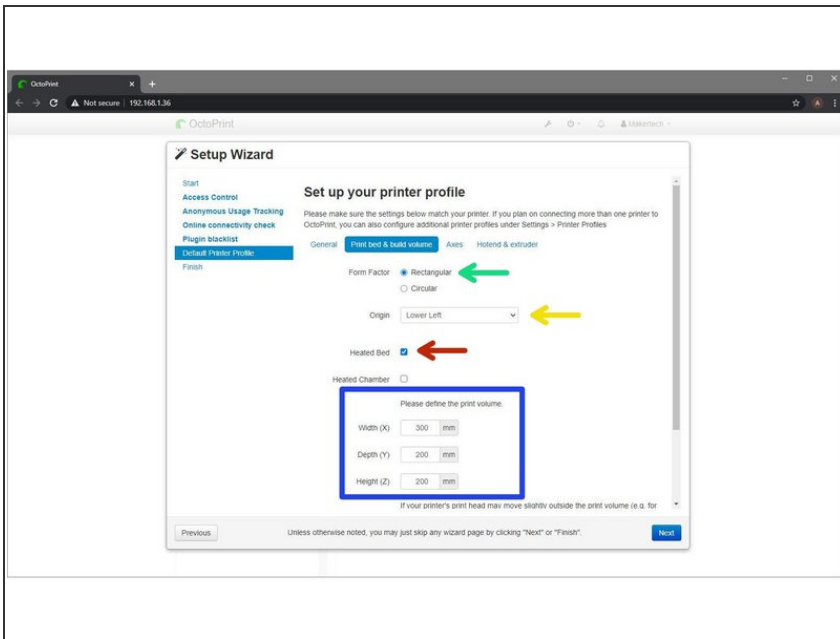 OctoPrint
Not secure | 192.168.1.36
A
OctoPrint
Makertech
Setup Wizard
Start
Access Control
Anonymous Usage Tracking
Online connectivity check
Plugin blacklist
Default Printer Profile
Finish
Set up your printer profile
Please make sure the settings below match your printer. If you plan on connecting more than one printer to
OctoPrint, you can also configure additional printer profiles under Settings > Printer Profiles
General Print bed & build volume Axes Hotend & extruder
Form Factor Rectangular
Circular
Origin Lower Left
Heated Bed
Heated Chamber
Please define the print volume.
Width (X) 300 mm
Depth (Y) 200 mm
Height (Z) 200 mm
If your printer's print head may move slightly outside the print volume (e.g. for
Previous
Unless otherwise noted, you may just skip any wizard page by clicking "Next" or "Finish".
Next